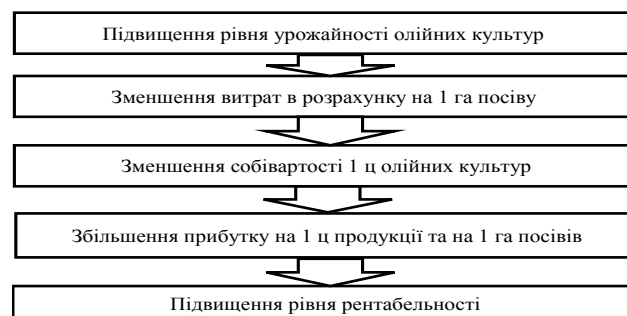 Підвищення рівня урожайності олійних культур
Зменшення витрат в розрахунку на 1 га посіву
Зменшення собівартості 1 ц олійних культур
Збільшення прибутку на 1 ц продукції та на 1 га посівів
Підвищення рівня рентабельності